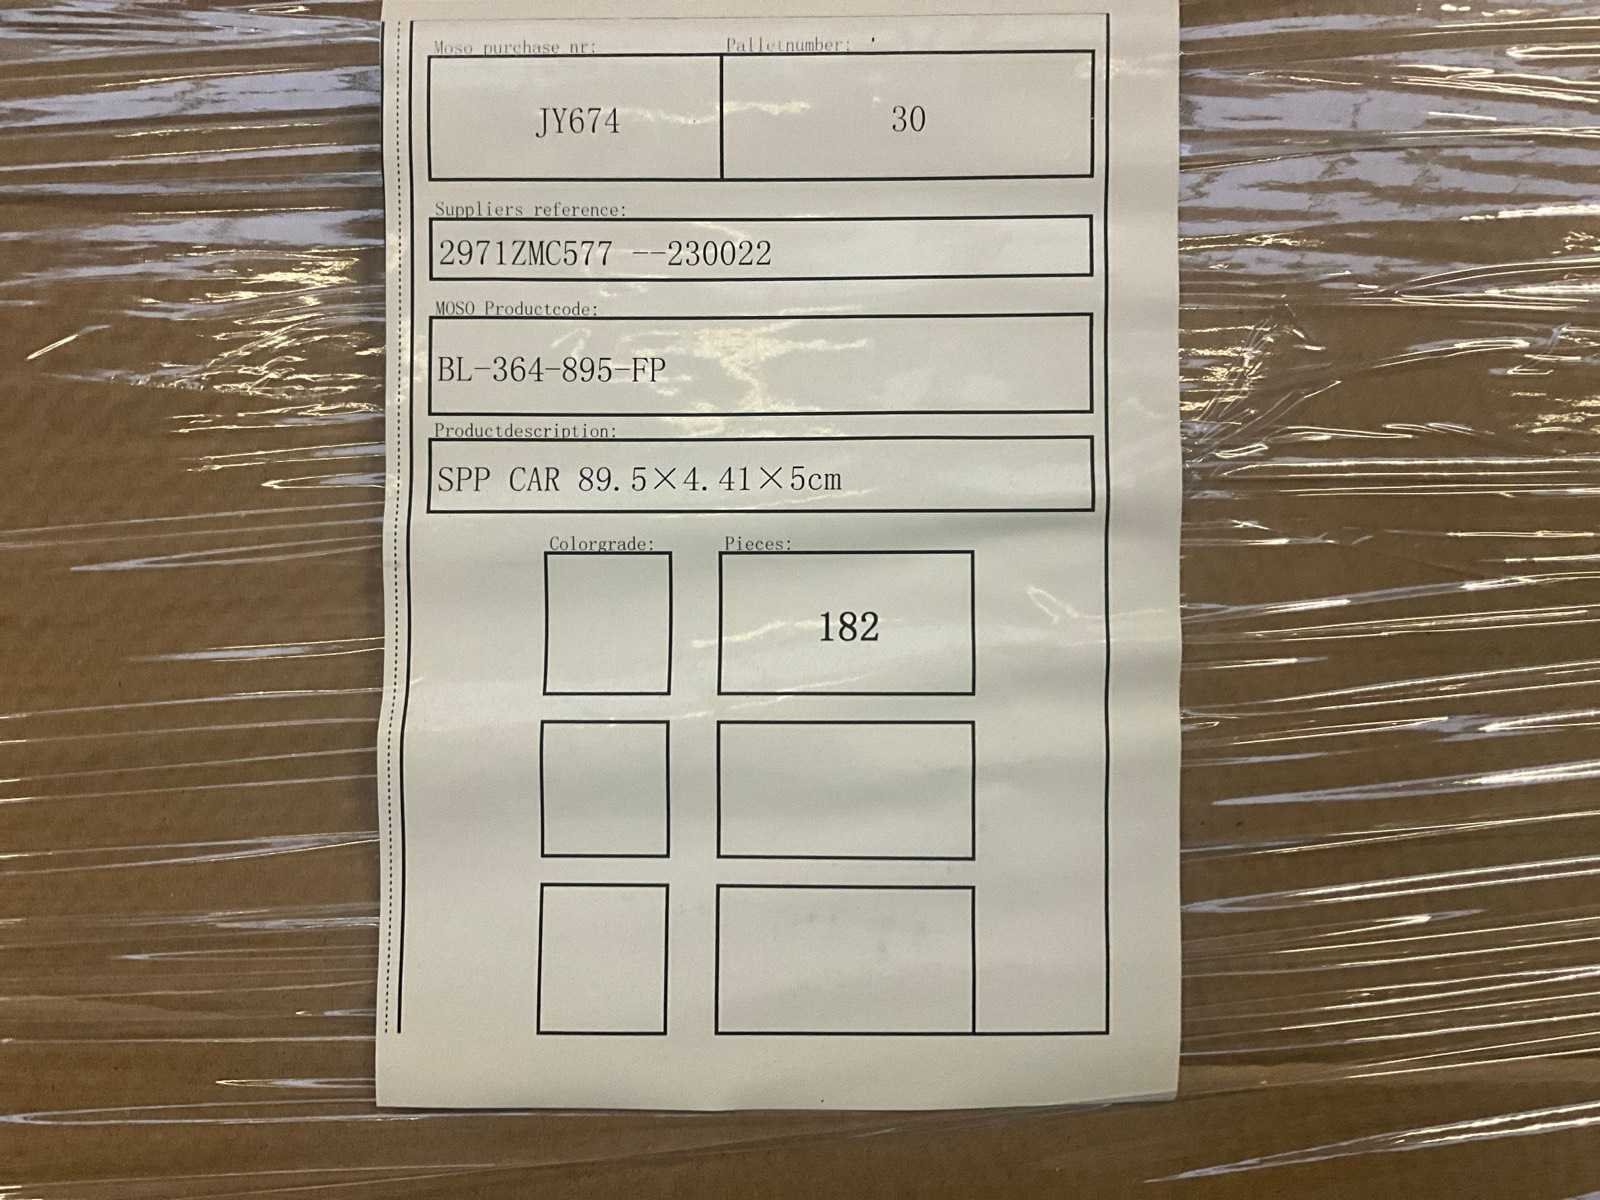 Moso purchase nr: Palletnumber:
JY674 30
Suppliers reference:
2971ZMC577 --230022
MOSO Productcode:
BL-364-895-FP
Productdescription:
SPP CAR 89.5×4.41×5cm
Colorgrade: Pieces:
182